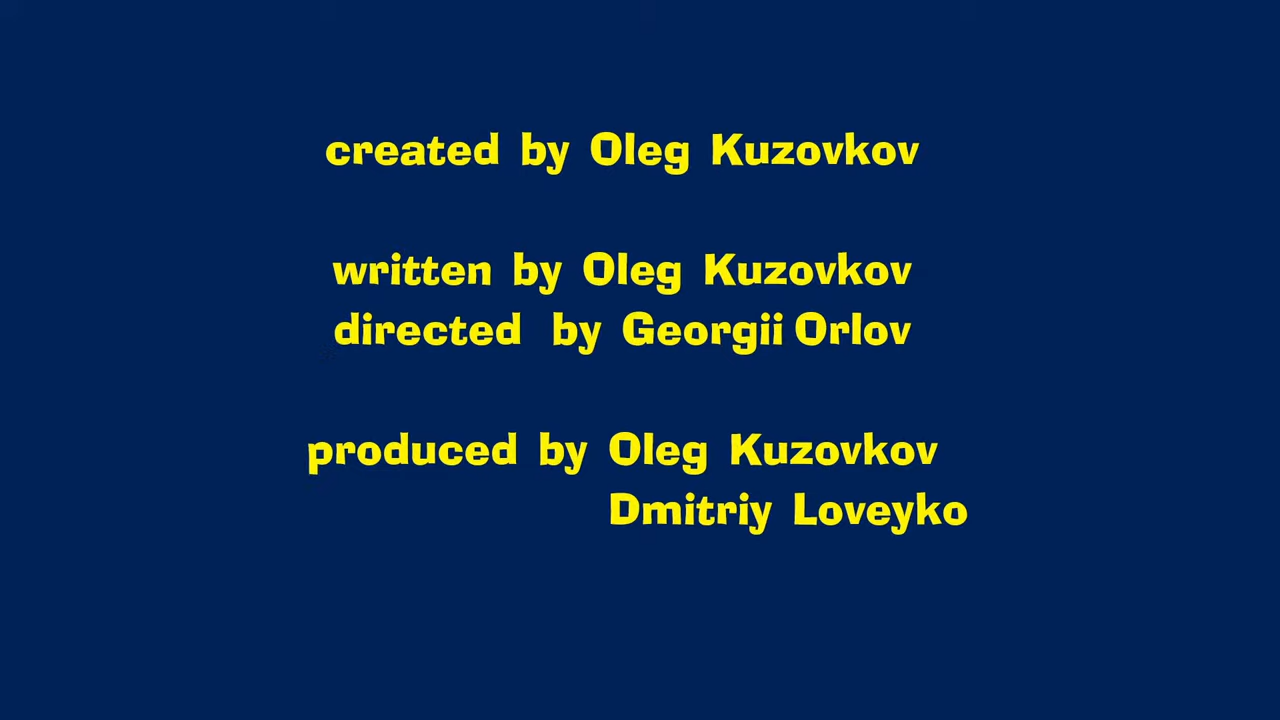 created by Oleg Kuzovkov
written by Oleg Kuzovkov
directed by Georgii Orlov
produced by Oleg Kuzovkov
Dmitriy Loveyko